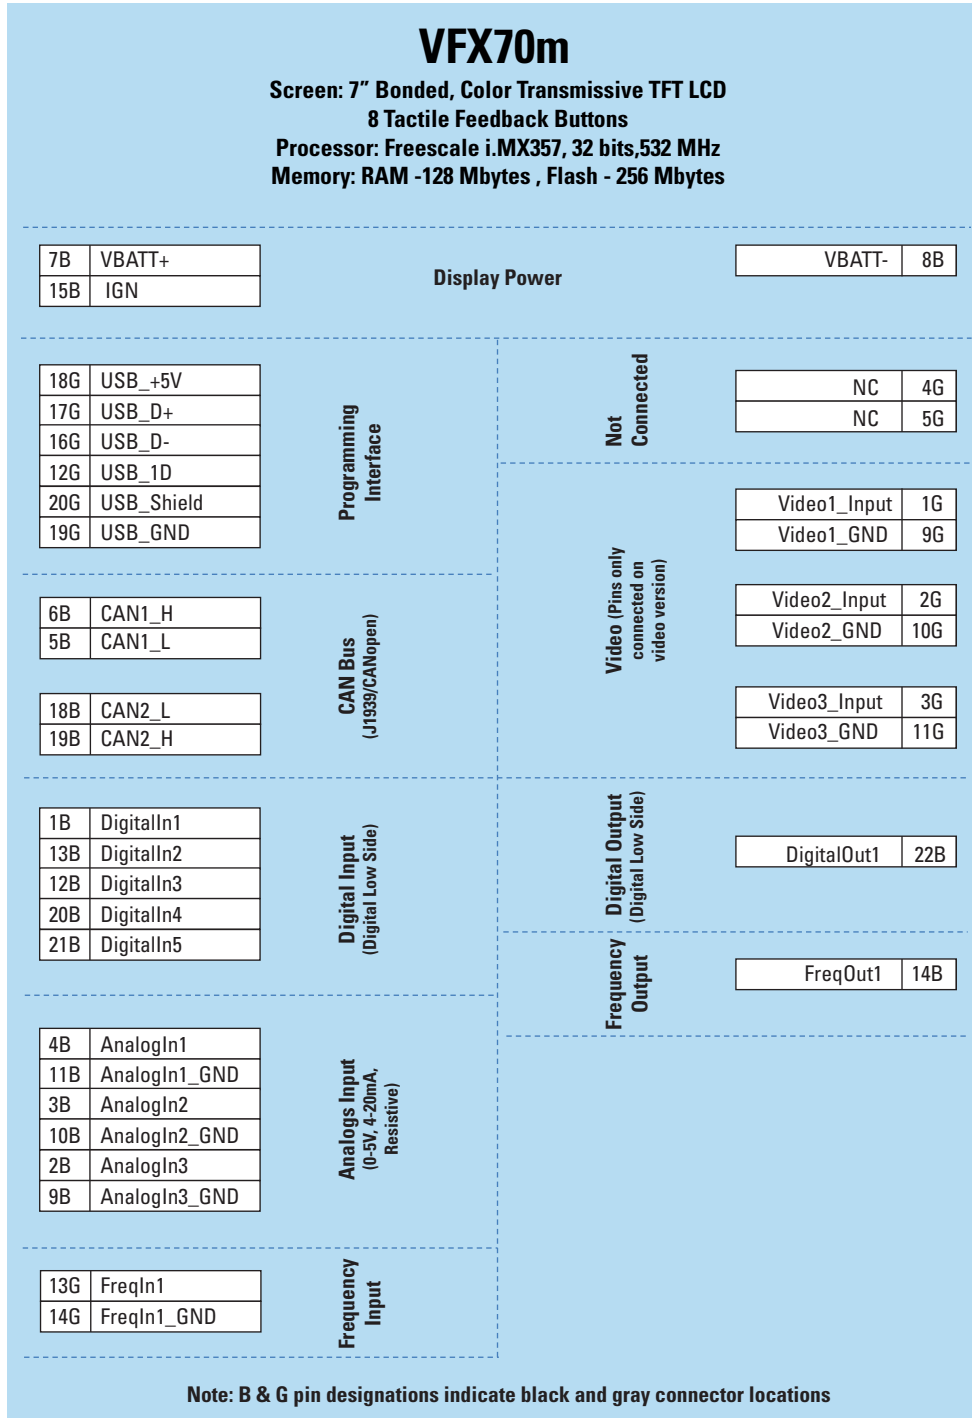 VFX70m
Screen: 7” Bonded, Color Transmissive TFT LCD
8 Tactile Feedback Buttons
Processor: Freescale i.MX357, 32 bits,532 MHz
Memory: RAM -128 Mbytes , Flash - 256 Mbytes
7B VBATT+
15B IGN
Display Power
VBATT- 8B
18G USB_+5V
17G USB_D+
16G USB_D-
12G USB_1D
20G USB_Shield
19G USB_GND
Programming
Interface
Not
Connected
NC 4G
NC 5G
6B CAN1_H
5B CAN1_L
18B CAN2_L
19B CAN2_H
CAN Bus
(J1939/CANopen)
Video (Pins only
connected on
video version)
Video1_Input 1G
Video1_GND 9G
Video2_Input 2G
Video2_GND 10G
Video3_Input 3G
Video3_GND 11G
1B DigitalIn1
13B DigitalIn2
12B DigitalIn3
20B DigitalIn4
21B DigitalIn5
Digital Input
(Digital Low Side)
Digital Output
(Digital Low Side)
DigitalOut1 22B
Frequency
Output
FreqOut1 14B
4B AnalogIn1
11B AnalogIn1_GND
3B AnalogIn2
10B AnalogIn2_GND
2B AnalogIn3
9B AnalogIn3_GND
Analogs Input
(0-5V, 4-20mA,
Resistive)
13G FreqIn1
14G FreqIn1_GND
Frequency
Input
Note: B & G pin designations indicate black and gray connector locations